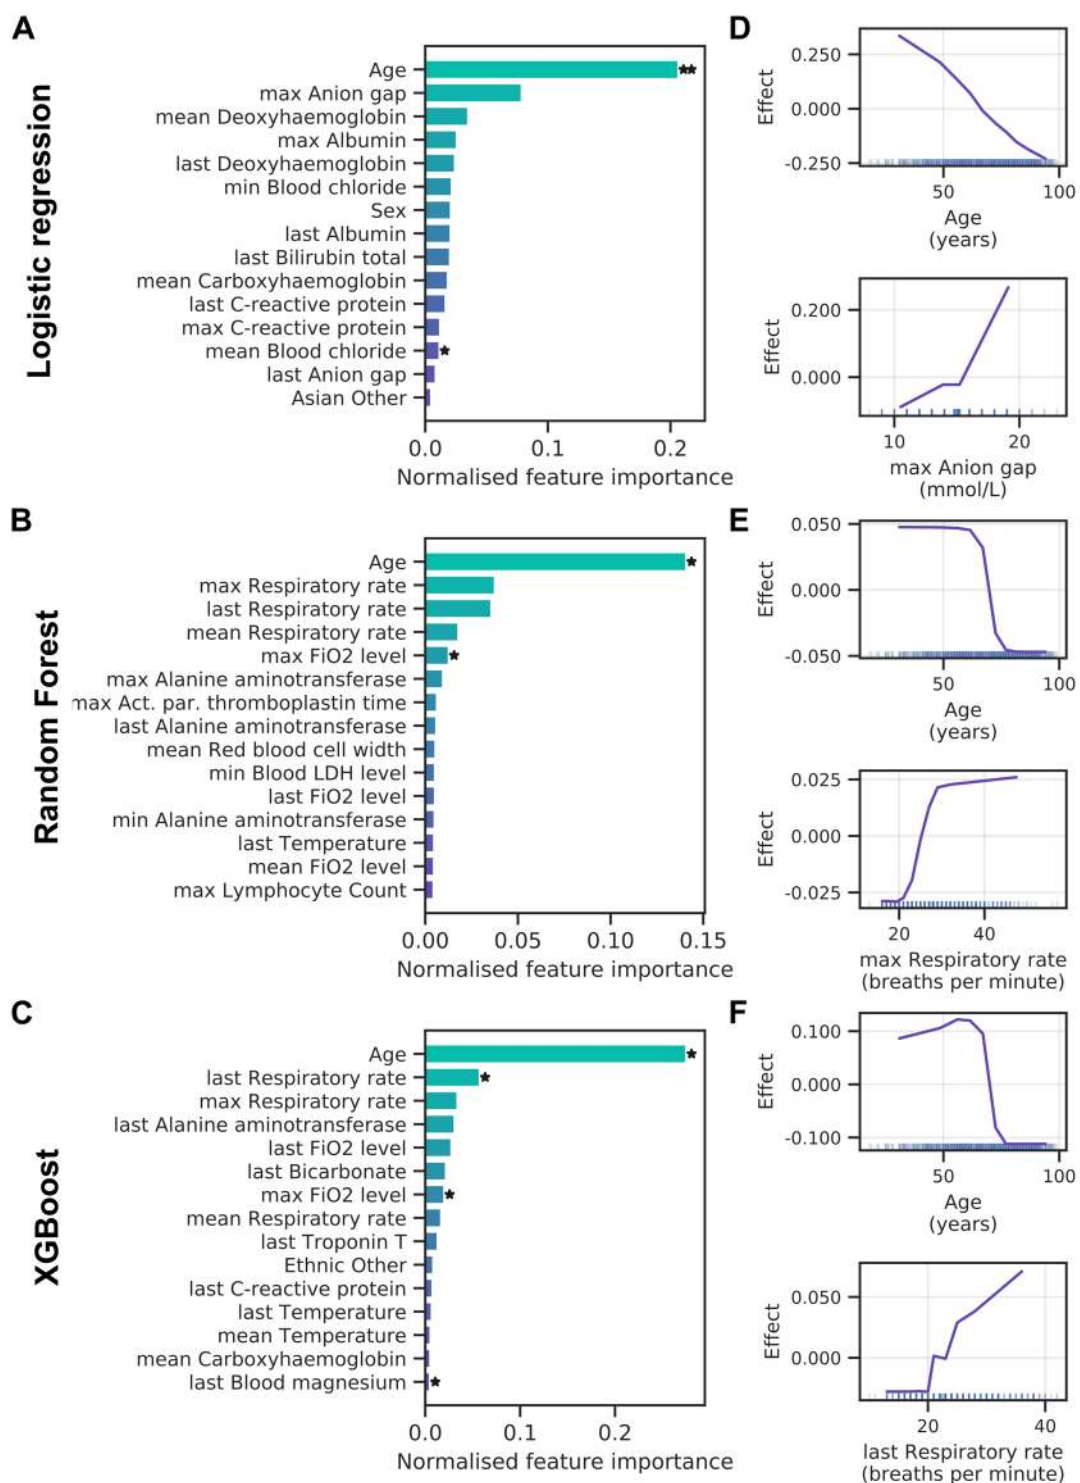 A
Logistic regression
Age
max Anion gap
mean Deoxyhaemoglobin
max Albumin
last Deoxyhaemoglobin
min Blood chloride
Sex
last Albumin
last Bilirubin total
mean Carboxyhaemoglobin
last C-reactive protein
max C-reactive protein
mean Blood chloride
last Anion gap
Asian Other
0.0 0.1 0.2
Normalised feature importance
D
Effect
0.250
0.000
-0.250
50 100
Age
(years)
Effect
0.200
0.000
10 20
max Anion gap
(mmol/L)
B
Random Forest
Age
max Respiratory rate
last Respiratory rate
mean Respiratory rate
max FiO2 level
max Alanine aminotransferase
max Act. par. thromboplastin time
last Alanine aminotransferase
mean Red blood cell width
min Blood LDH level
last FiO2 level
min Alanine aminotransferase
last Temperature
mean FiO2 level
max Lymphocyte Count
0.00 0.05 0.10 0.15
Normalised feature importance
E
Effect
0.050
0.000
-0.050
50 100
Age
(years)
Effect
0.025
0.000
-0.025
20 40
max Respiratory rate
(breaths per minute)
C
XGBoost
Age
last Respiratory rate
max Respiratory rate
last Alanine aminotransferase
last FiO2 level
last Bicarbonate
max FiO2 level
mean Respiratory rate
last Troponin T
Ethnic Other
last C-reactive protein
last Temperature
mean Temperature
mean Carboxyhaemoglobin
last Blood magnesium
0.0 0.1 0.2
Normalised feature importance
F
Effect
0.100
0.000
-0.100
50 100
Age
(years)
Effect
0.050
0.000
20 40
last Respiratory rate
(breaths per minute)